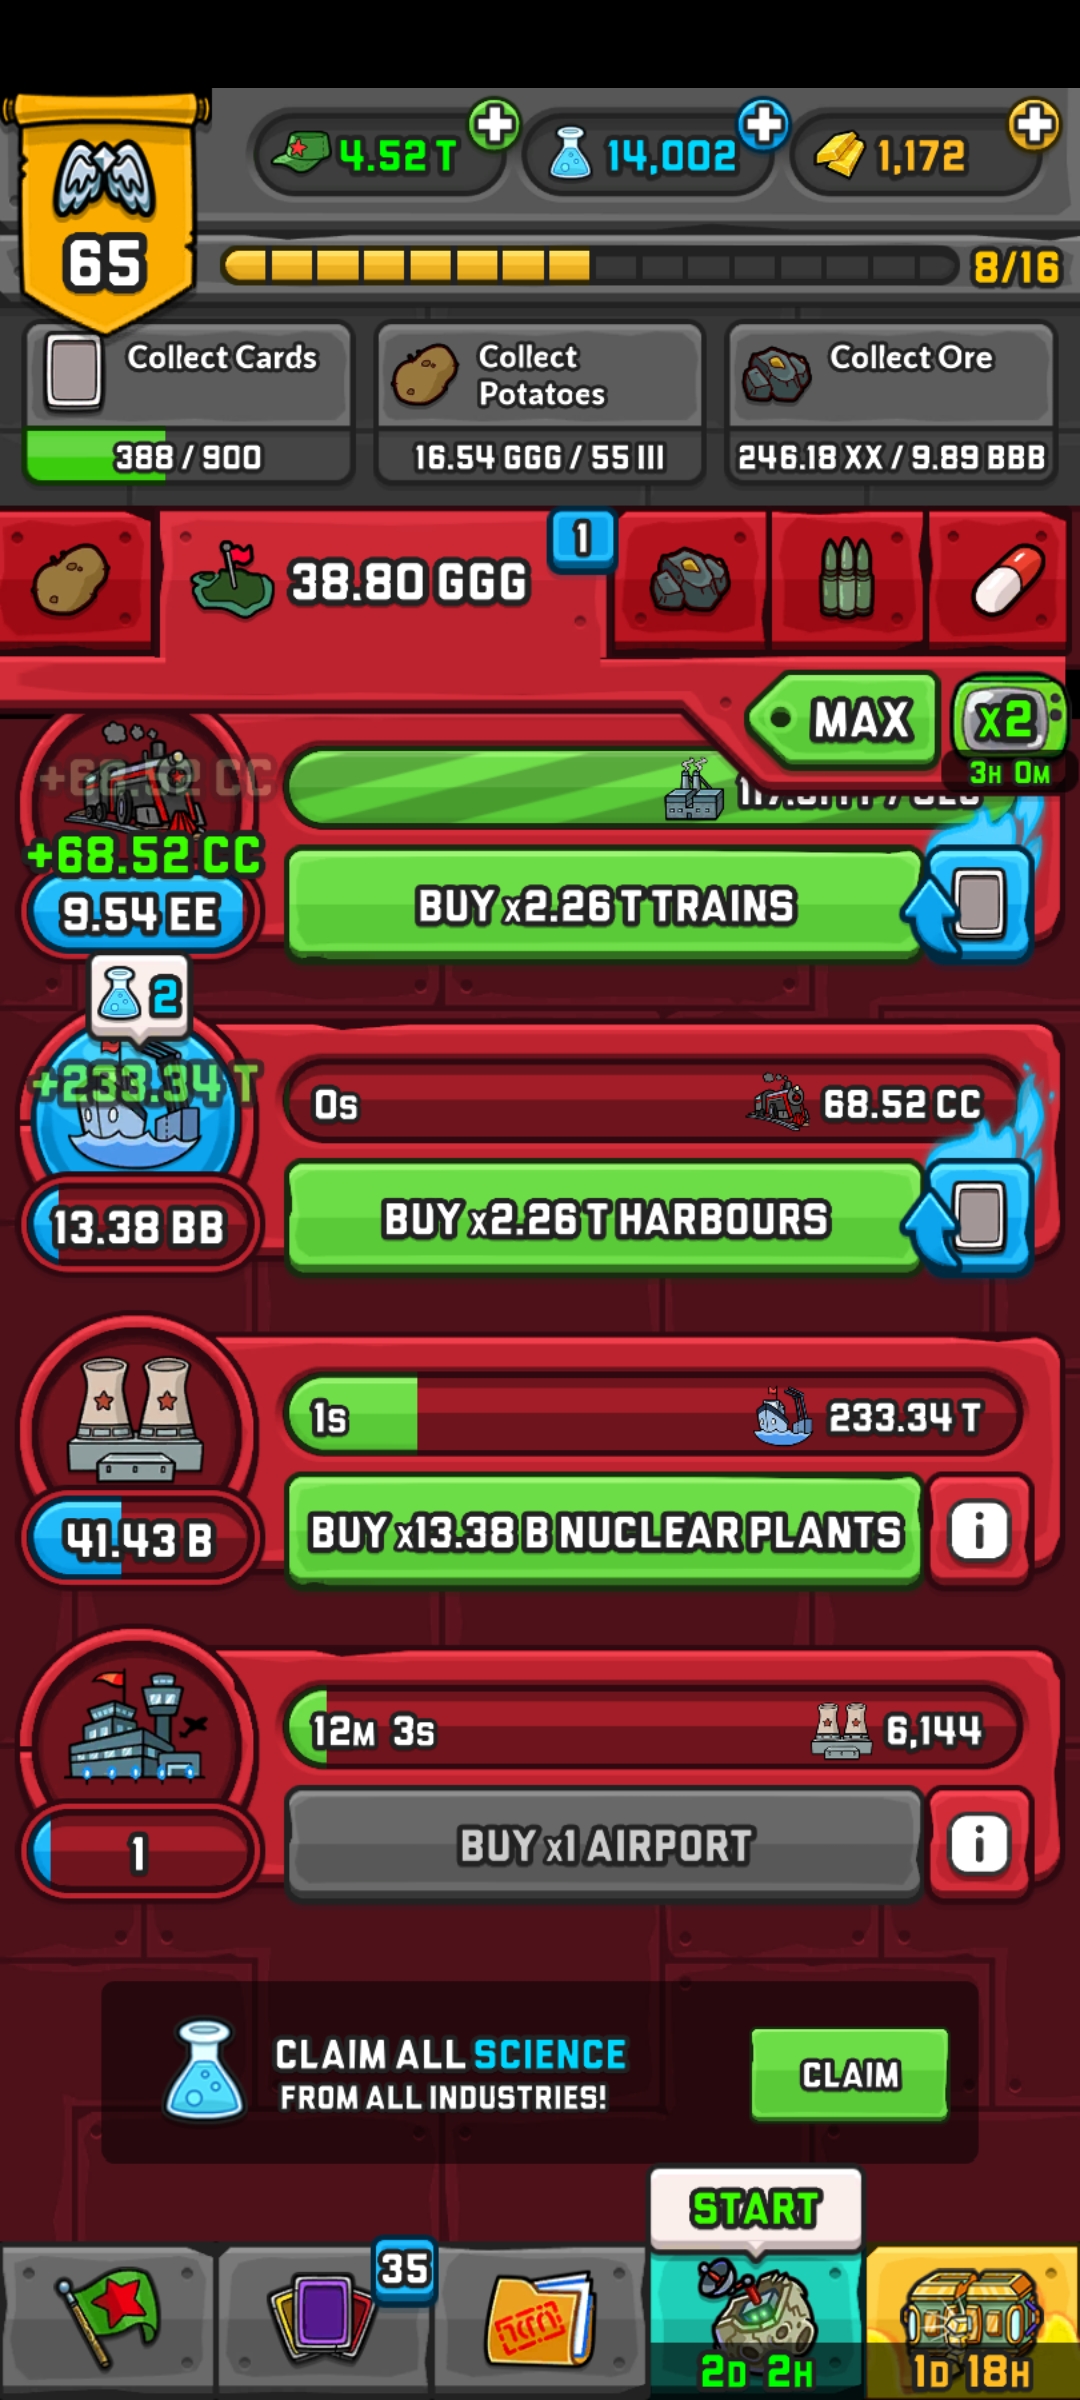 4.52 T
14,002
1,172
65
8/16
Collect Cards
388 / 900
Collect
Potatoes
16.54 GGG / 55 III
Collect Ore
246.18 XX / 9.89 BBB
38.80 GGG
1
MAX
x2
3H 0M
+68.52 CC
+68.52 CC
9.54 EE
BUY x2.26 T TRAINS
2
+233.34 T
0s
68.52 CC
13.38 BB
BUY x2.26 T HARBOURS
1s
233.34 T
41.43 B
BUY x13.38 B NUCLEAR PLANTS
i
12M 3s
6,144
1
BUY x1 AIRPORT
i
CLAIM ALL SCIENCE
FROM ALL INDUSTRIES!
CLAIM
START
35
2D 2H
1D 18H